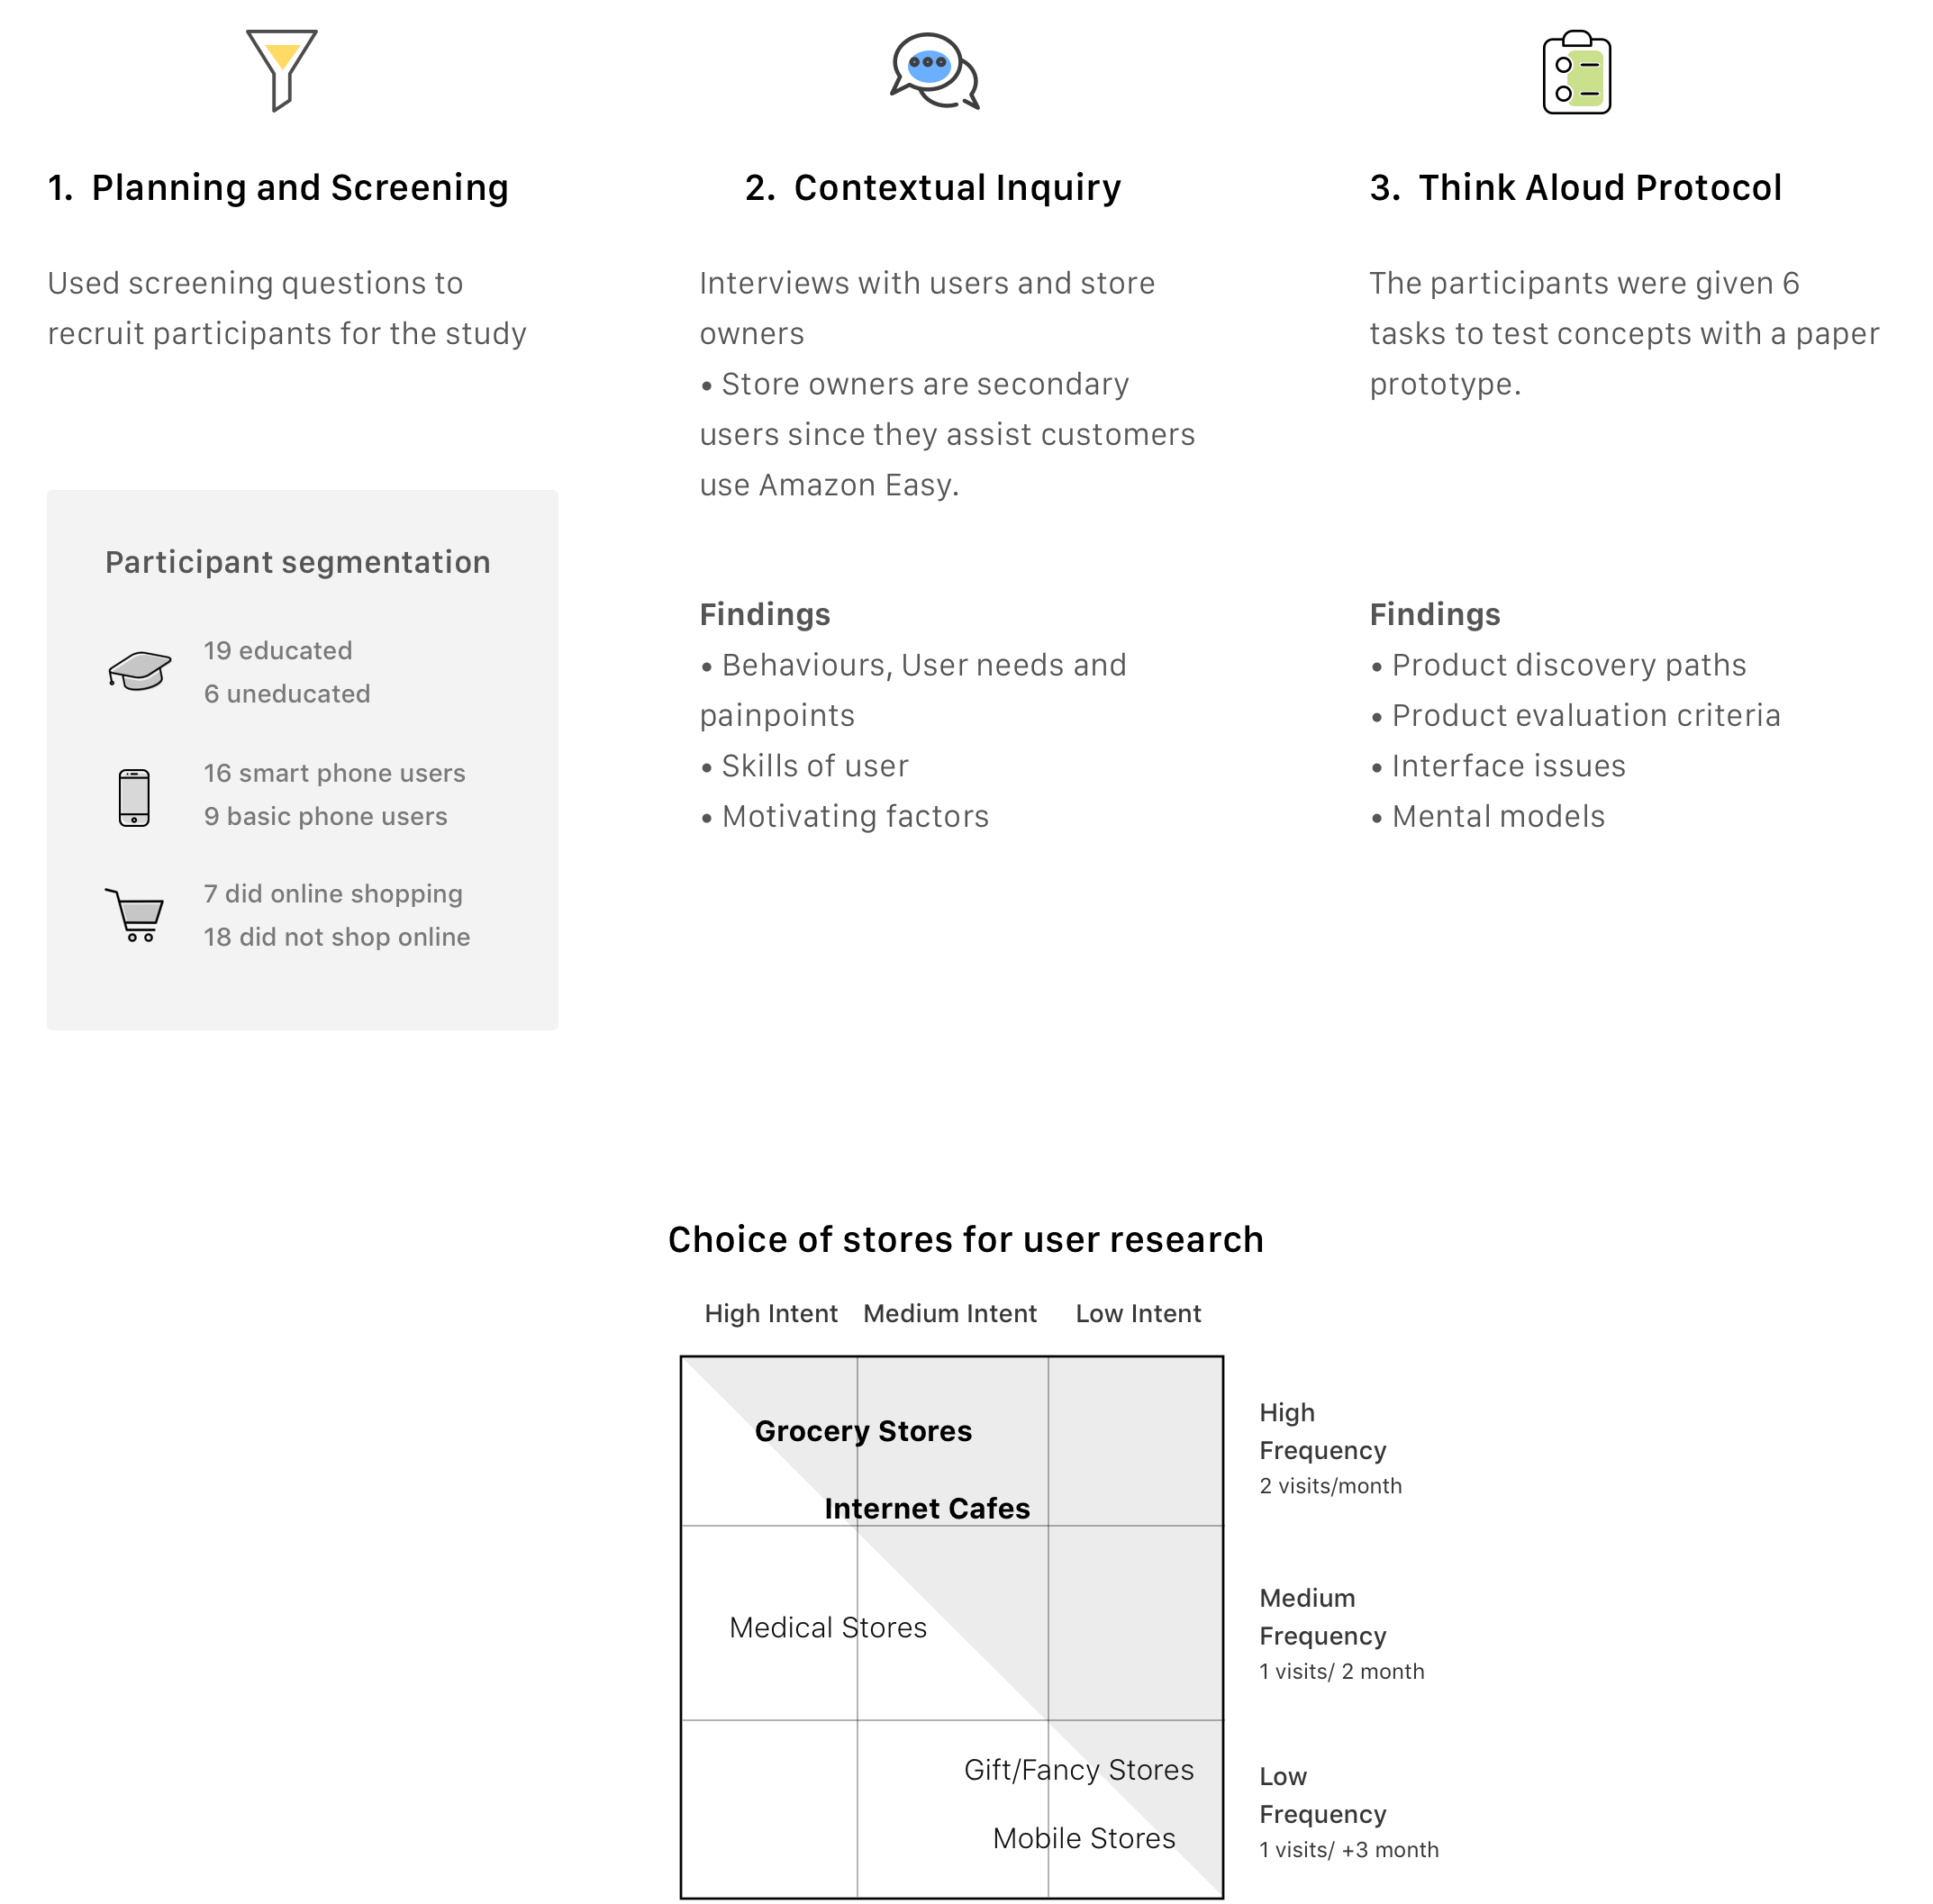 1. Planning and Screening
Used screening questions to
recruit participants for the study
Participant segmentation
19 educated
6 uneducated
16 smart phone users
9 basic phone users
7 did online shopping
18 did not shop online
2. Contextual Inquiry
Interviews with users and store
owners
• Store owners are secondary
users since they assist customers
use Amazon Easy.
Findings
• Behaviours, User needs and
painpoints
• Skills of user
• Motivating factors
3. Think Aloud Protocol
The participants were given 6
tasks to test concepts with a paper
prototype.
Findings
• Product discovery paths
• Product evaluation criteria
• Interface issues
• Mental models
Choice of stores for user research
High Intent Medium Intent Low Intent
Grocery Stores
Internet Cafes
Medical Stores
Gift/Fancy Stores
Mobile Stores
High
Frequency
2 visits/month
Medium
Frequency
1 visits/ 2 month
Low
Frequency
1 visits/ +3 month